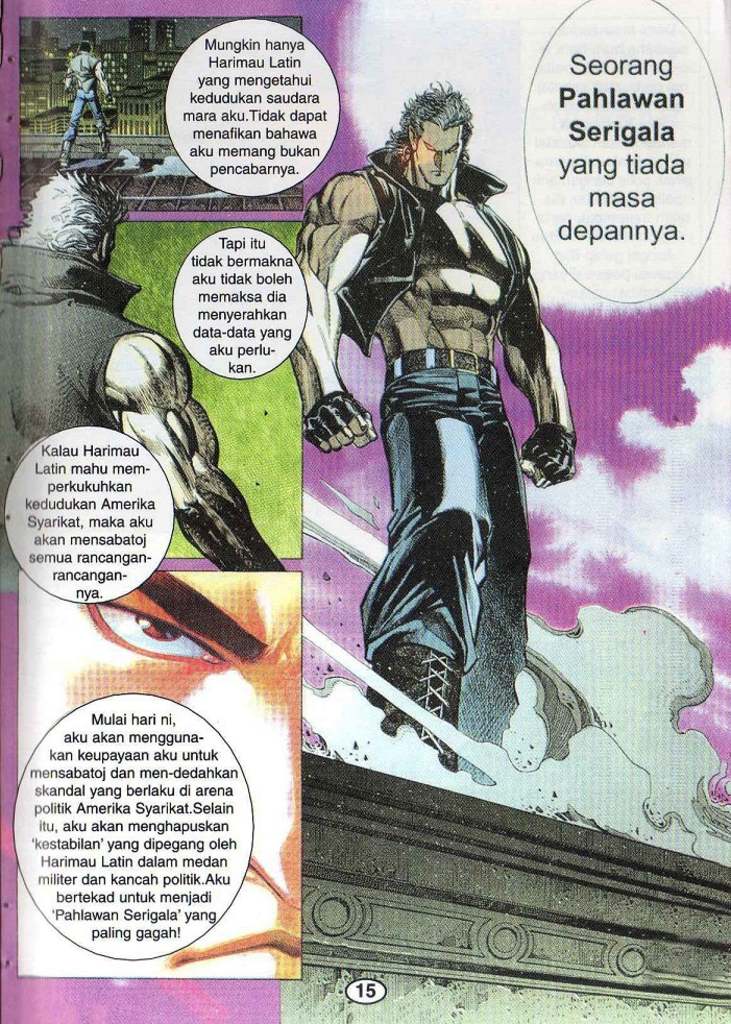 Mungkin hanya
Harimau Latin
yang mengetahui
kedudukan saudara
mara aku.Tidak dapat
menafikan bahawa
aku memang bukan
pencabarnya.
Seorang
Pahlawan
Serigala
yang tiada
masa
depannya.
Tapi itu
tidak bermakna
aku tidak boleh
memaksa dia
menyerahkan
data-data yang
aku perlu-
kan.
Kalau Harimau
Latin mahu mem-
perkukuhkan
kedudukan Amerika
Syarikat, maka aku
akan mensabatoj
semua rancangan-
rancangan-
nya.
Mulai hari ni,
aku akan mengguna-
kan keupayaan aku untuk
mensabatoj dan men-dedahkan
skandal yang berlaku di arena
politik Amerika Syarikat.Selain
itu, aku akan menghapuskan
'kestabilan' yang dipegang oleh
Harimau Latin dalam medan
militer dan kancah politik.Aku
bertekad untuk menjadi
'Pahlawan Serigala' yang
paling gagah!
15